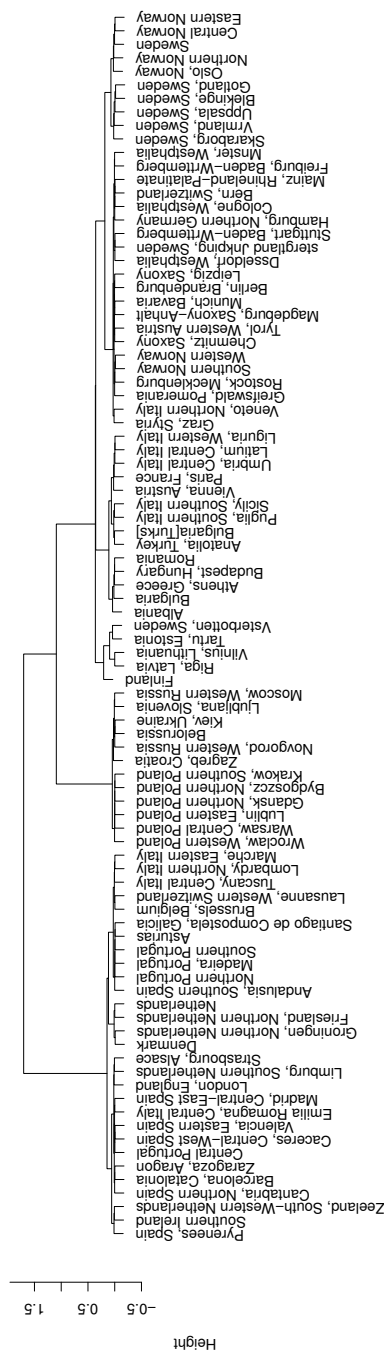 Eastern Norway
Central Norway
Sweden
Northern Norway
Oslo, Norway
Gotland, Sweden
Blekinge, Sweden
Uppsala, Sweden
Vrmland, Sweden
Skaraborg, Sweden
Mnster, Westphalia
Freiburg, Baden−Wrttemberg
Mainz, Rhineland−Palatinate
Bern, Switzerland
Cologne, Westphalia
Hamburg, Northern Germany
Stuttgart, Baden−Wrttemberg
stergtland Jnkping, Sweden
Dsseldorf, Westphalia
Leipzig, Saxony
Berlin, Brandenburg
Munich, Bavaria
Magdeburg, Saxony−Anhalt
Tyrol, Western Austria
Chemnitz, Saxony
Western Norway
Southern Norway
Rostock, Mecklenburg
Greifswald, Pomerania
Veneto, Northern Italy
Graz, Styria
Liguria, Western Italy
Latium, Central Italy
Umbria, Central Italy
Paris, France
Vienna, Austria
Sicily, Southern Italy
Puglia, Southern Italy
Bulgaria[Turks]
Anatolia, Turkey
Romania
Budapest, Hungary
Athens, Greece
Bulgaria
Albania
Vsterbotten, Sweden
Tartu, Estonia
Vilnius, Lithuania
Riga, Latvia
Finland
Moscow, Western Russia
Ljubljana, Slovenia
Kiev, Ukraine
Belorussia
Novgorod, Western Russia
Zagreb, Croatia
Krakow, Southern Poland
Bydgoszcz, Northern Poland
Gdansk, Northern Poland
Lublin, Eastern Poland
Warsaw, Central Poland
Wroclaw, Western Poland
Marche, Eastern Italy
Lombardy, Northern Italy
Tuscany, Central Italy
Lausanne, Western Switzerland
Brussels, Belgium
Santiago de Compostela, Galicia
Asturias
Southern Portugal
Madeira, Portugal
Northern Portugal
Andalusia, Southern Spain
Netherlands
Friesland, Northern Netherlands
Groningen, Northern Netherlands
Denmark
Strasbourg, Alsace
Limburg, Southern Netherlands
London, England
Madrid, Central−East Spain
Emilia Romagna, Central Italy
Valencia, Eastern Spain
Caceres, Central−West Spain
Central Portugal
Zaragoza, Aragon
Barcelona, Catalonia
Cantabria, Northern Spain
Zeeland, South−Western Netherlands
Southern Ireland
Pyrenees, Spain
1.5 0.5 −0.5
Height